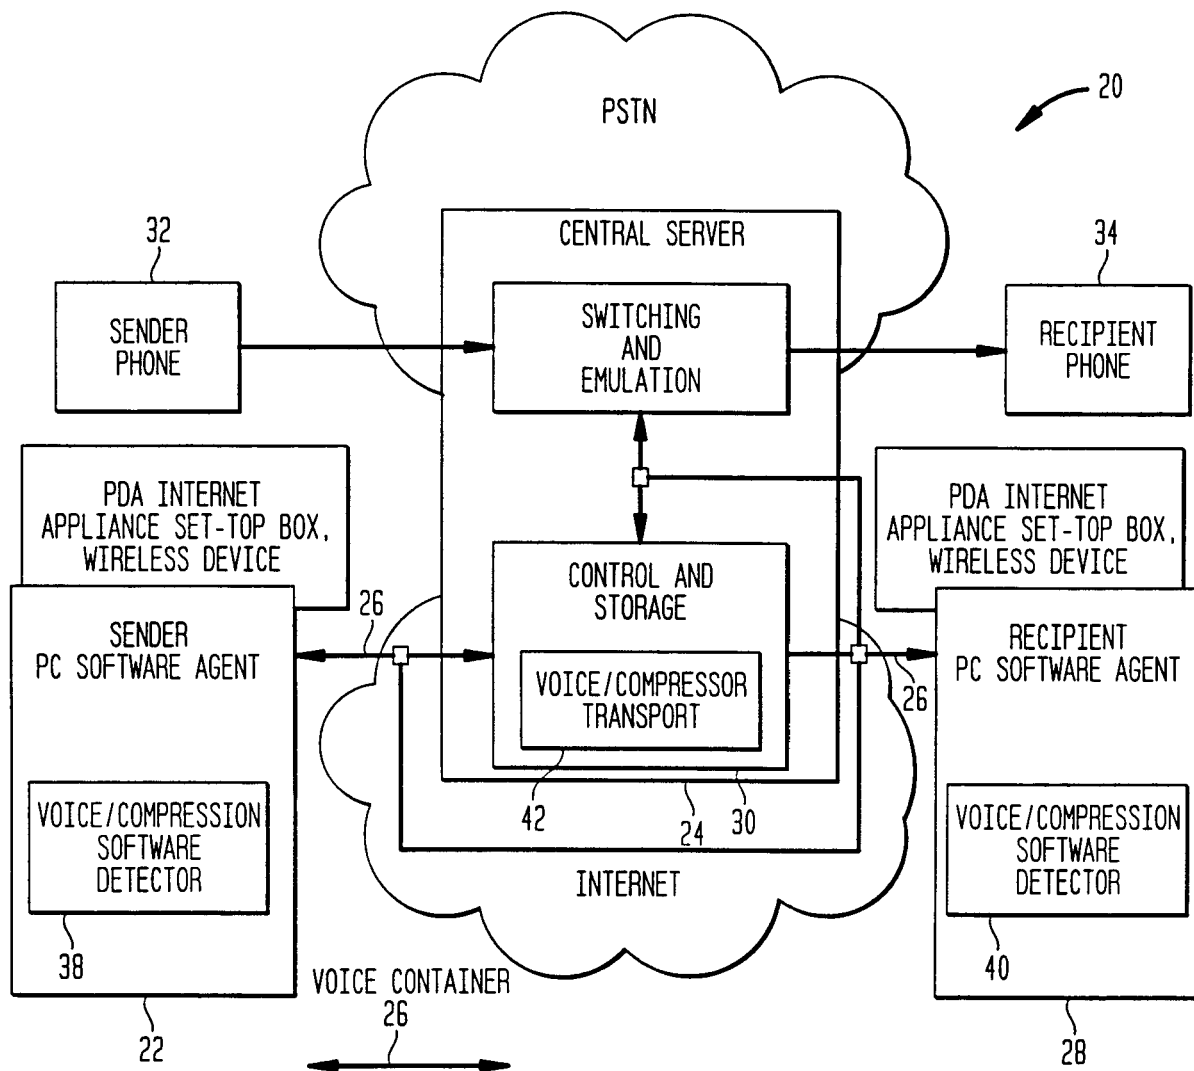 PSTN
20
CENTRAL SERVER
32
SENDER
PHONE
SWITCHING
AND
EMULATION
34
RECIPIENT
PHONE
PDA INTERNET
APPLIANCE SET-TOP BOX,
WIRELESS DEVICE
PDA INTERNET
APPLIANCE SET-TOP BOX,
WIRELESS DEVICE
SENDER
PC SOFTWARE AGENT
26
CONTROL AND
STORAGE
VOICE/COMPRESSOR
TRANSPORT
26
RECIPIENT
PC SOFTWARE AGENT
42
24
30
VOICE/COMPRESSION
SOFTWARE
DETECTOR
38
22
INTERNET
VOICE/COMPRESSION
SOFTWARE
DETECTOR
40
28
VOICE CONTAINER
26